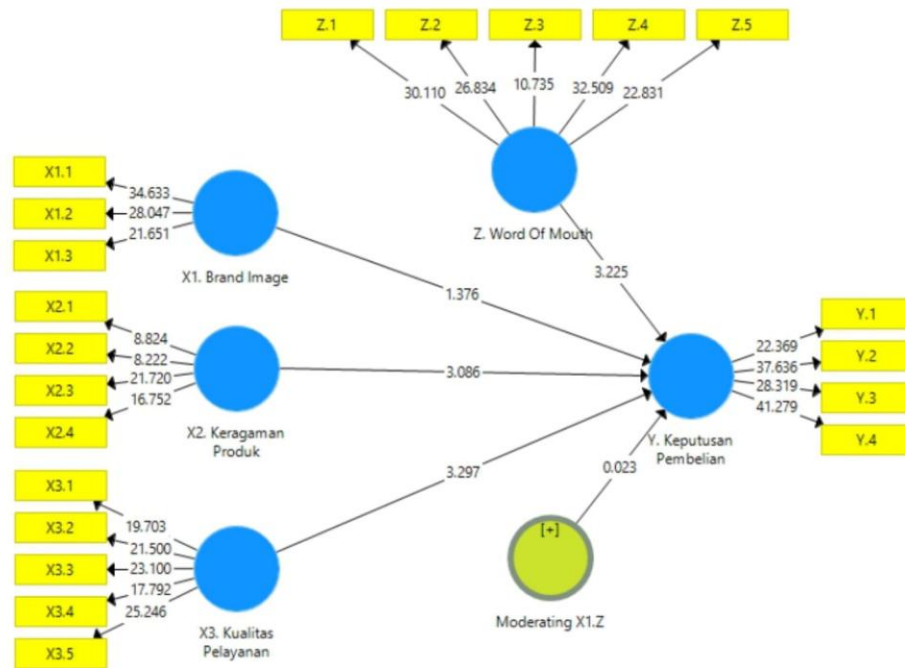 Z.1
Z.2
Z.3
Z.4
Z.5
30.110
26.834
10.735
32.509
22.831
Z. Word Of Mouth
3.225
X1.1
X1.2
X1.3
34.633
28.047
21.651
X1. Brand Image
1.376
X2.1
X2.2
X2.3
X2.4
8.824
8.222
21.720
16.752
X2. Keragaman
Produk
3.086
X3.1
X3.2
X3.3
X3.4
X3.5
19.703
21.500
23.100
17.792
25.246
X3. Kualitas
Pelayanan
3.297
Y.1
Y.2
Y.3
Y.4
22.369
37.636
28.319
41.279
Y. Keputusan
Pembelian
0.023
[+]
Moderating X1.Z